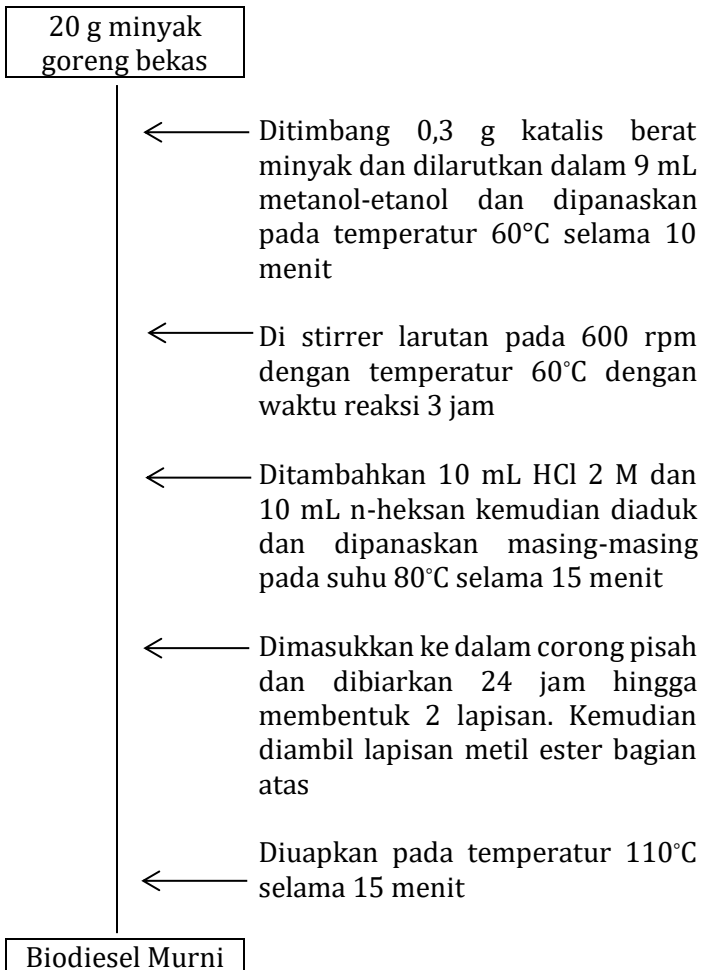 20 g minyak
goreng bekas
Ditimbang 0,3 g katalis berat
minyak dan dilarutkan dalam 9 mL
metanol-etanol dan dipanaskan
pada temperatur 60°C selama 10
menit
Di stirrer larutan pada 600 rpm
dengan temperatur 60°C dengan
waktu reaksi 3 jam
Ditambahkan 10 mL HCl 2 M dan
10 mL n-heksan kemudian diaduk
dan dipanaskan masing-masing
pada suhu 80°C selama 15 menit
Dimasukkan ke dalam corong pisah
dan dibiarkan 24 jam hingga
membentuk 2 lapisan. Kemudian
diambil lapisan metil ester bagian
atas
Diuapkan pada temperatur 110°C
selama 15 menit
Biodiesel Murni